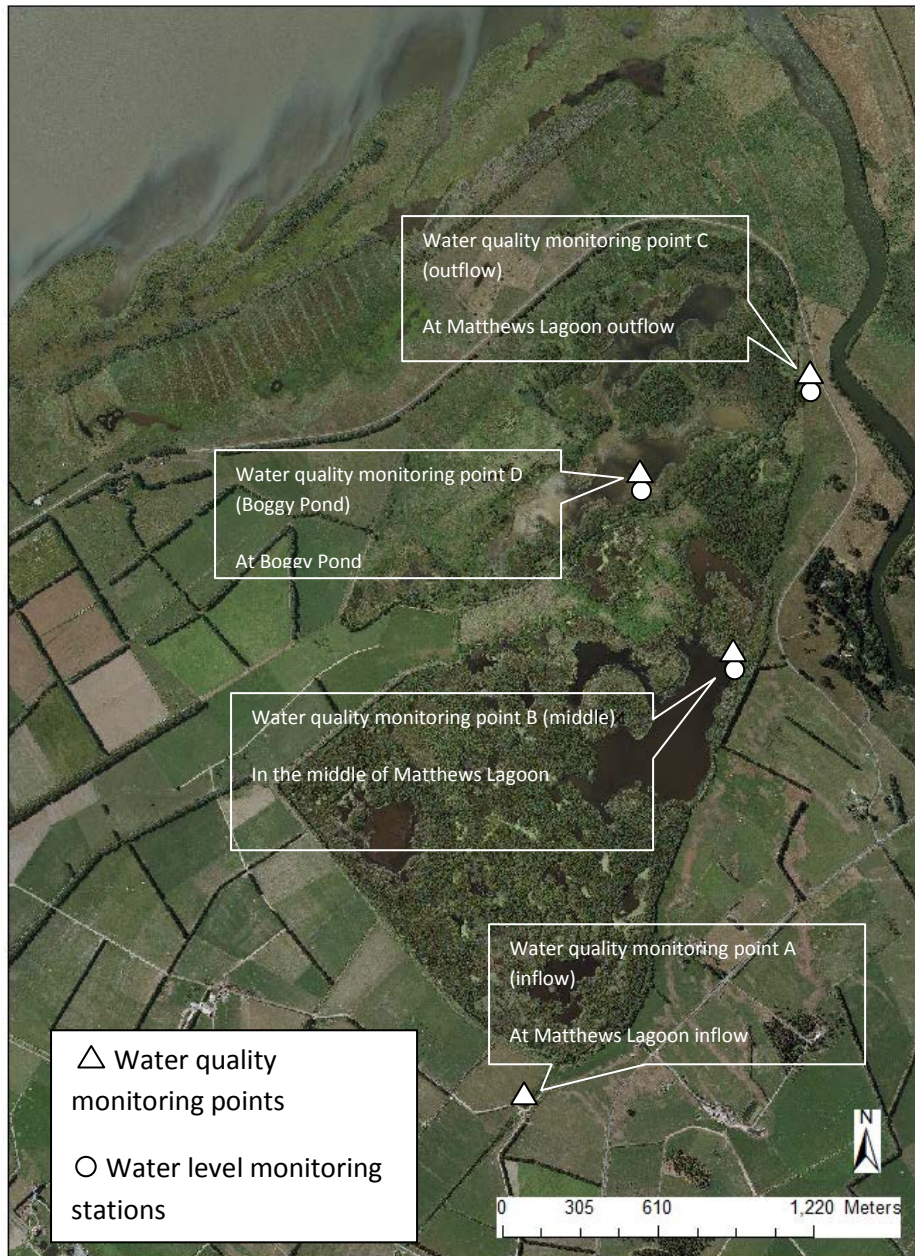 Water quality monitoring point C
(outflow)
At Matthews Lagoon outflow
Water quality monitoring point D
(Boggy Pond)
At Boggy Pond
Water quality monitoring point B (middle)
In the middle of Matthews Lagoon
Water quality monitoring point A
(inflow)
At Matthews Lagoon inflow
Water quality
monitoring points
Water level monitoring
stations
N
0 305 610 1,220 Meters